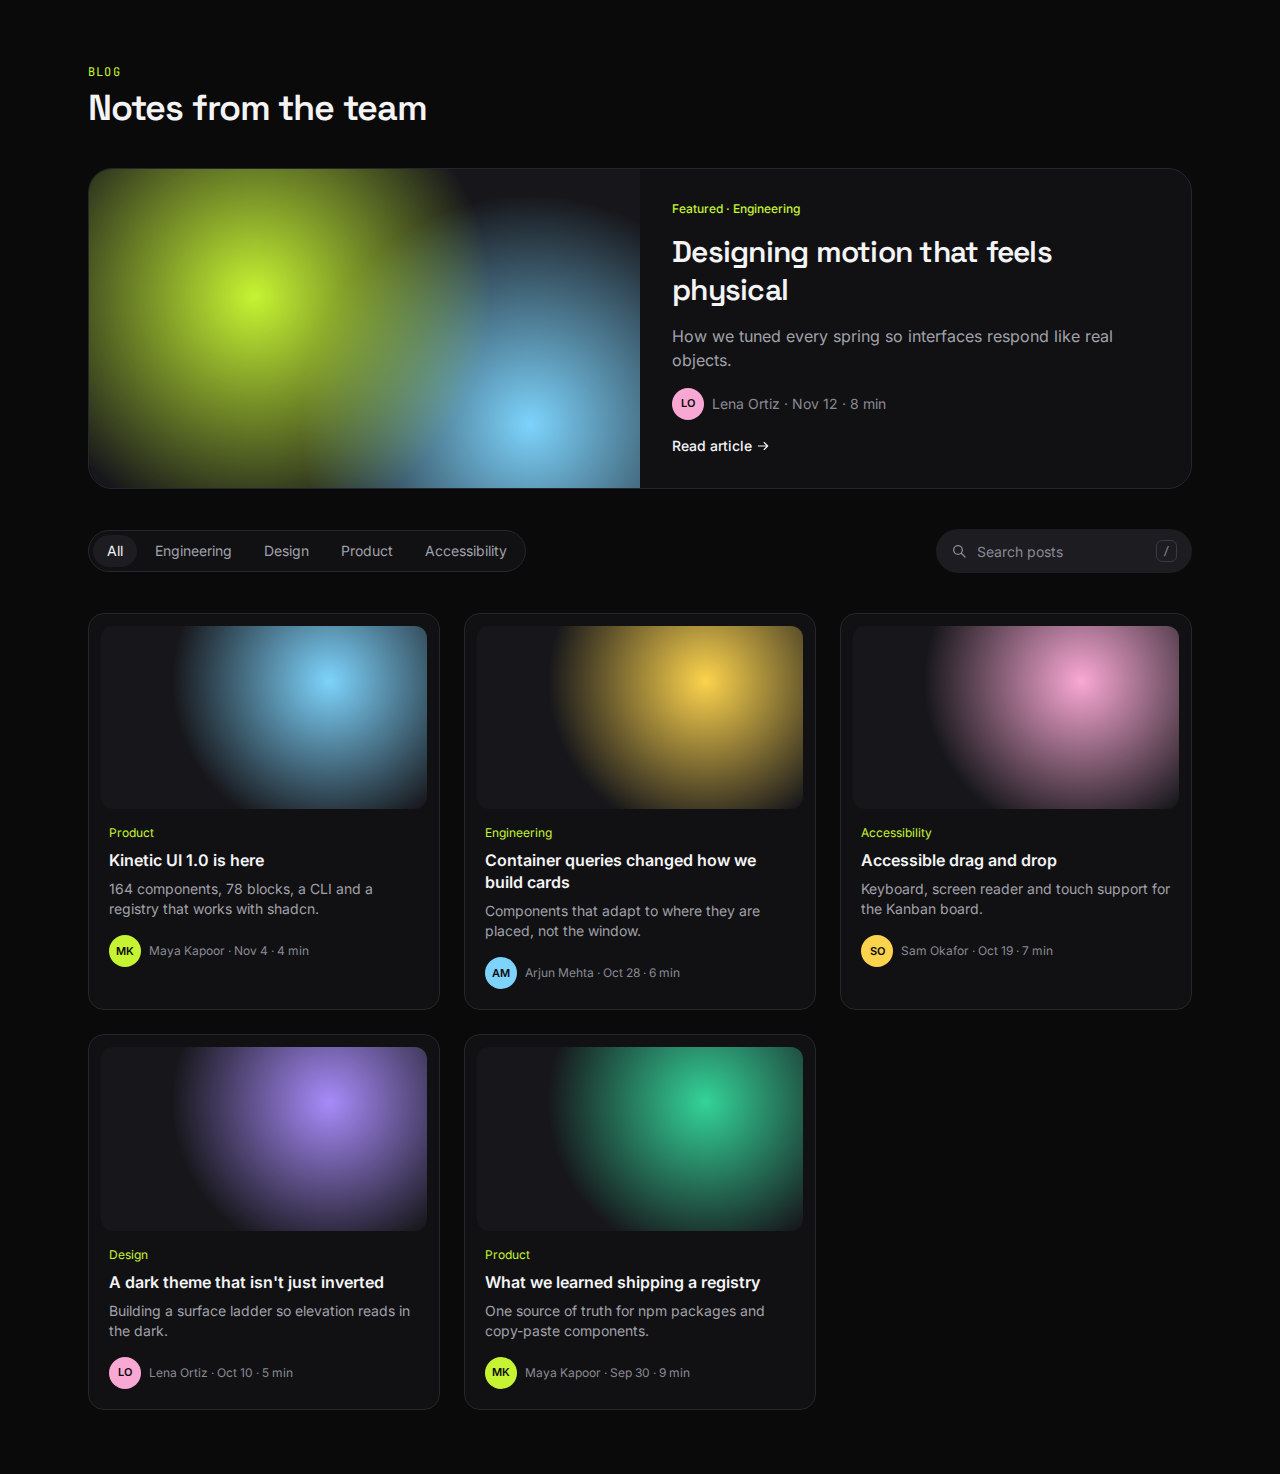 BLOG
Notes from the team
Featured · Engineering
Designing motion that feels
physical
How we tuned every spring so interfaces respond like real
objects.
LO Lena Ortiz · Nov 12 · 8 min
Read article →
All Engineering Design Product Accessibility
Search posts /
Product
Kinetic UI 1.0 is here
164 components, 78 blocks, a CLI and a
registry that works with shadcn.
MK Maya Kapoor · Nov 4 · 4 min
Engineering
Container queries changed how we
build cards
Components that adapt to where they are
placed, not the window.
AM Arjun Mehta · Oct 28 · 6 min
Accessibility
Accessible drag and drop
Keyboard, screen reader and touch support for
the Kanban board.
SO Sam Okafor · Oct 19 · 7 min
Design
A dark theme that isn't just inverted
Building a surface ladder so elevation reads in
the dark.
LO Lena Ortiz · Oct 10 · 5 min
Product
What we learned shipping a registry
One source of truth for npm packages and
copy-paste components.
MK Maya Kapoor · Sep 30 · 9 min